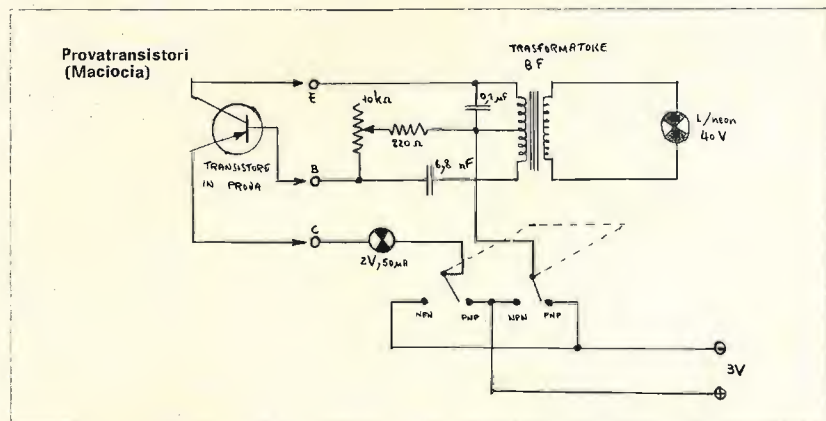 Provatransistori
(Maciocia)
TRASFORMATORE
BF
E
10kΩ
0,1 µF
220 Ω
L/neon
40V
TRANSISTORE
IN PROVA
B
6,8 nF
C
2V, 50mA
NPN
PNP
NPN
PNP
3V